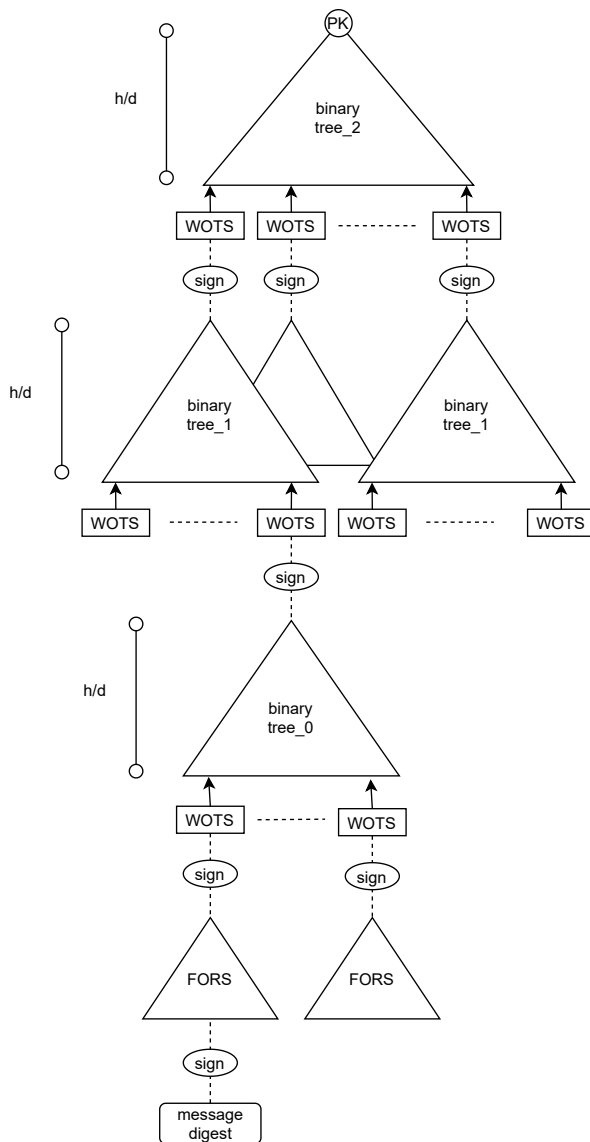 PK
h/d
binary
tree_2
WOTS
WOTS
WOTS
sign
sign
sign
h/d
binary
tree_1
binary
tree_1
WOTS
WOTS
WOTS
WOTS
sign
h/d
binary
tree_0
WOTS
WOTS
sign
sign
FORS
FORS
sign
message
digest